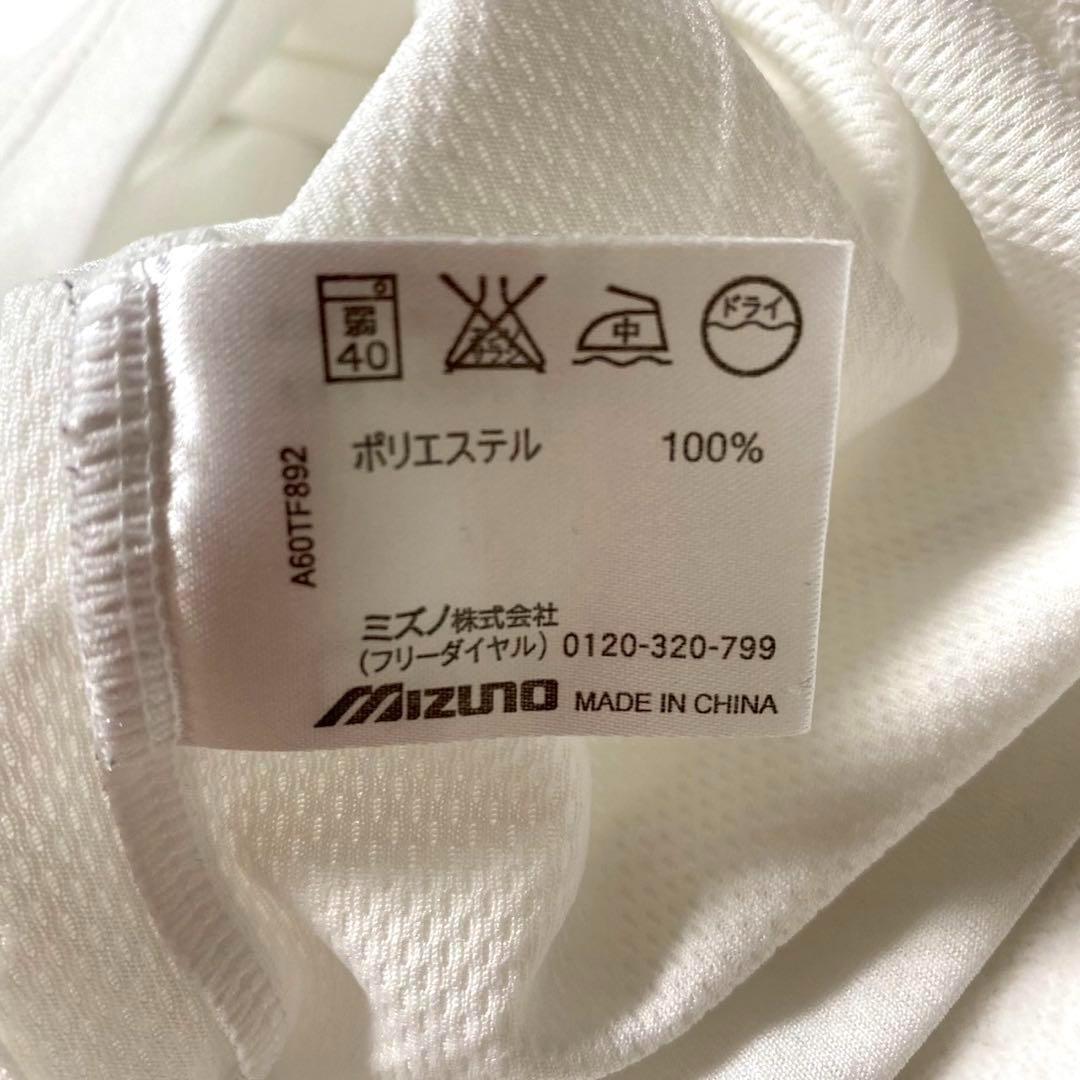 弱 40
エンソ サラシ
中
ドライ
ポリエステル 100%
A60TF892
ミズノ株式会社
(フリーダイヤル) 0120-320-799
MIZUNO MADE IN CHINA